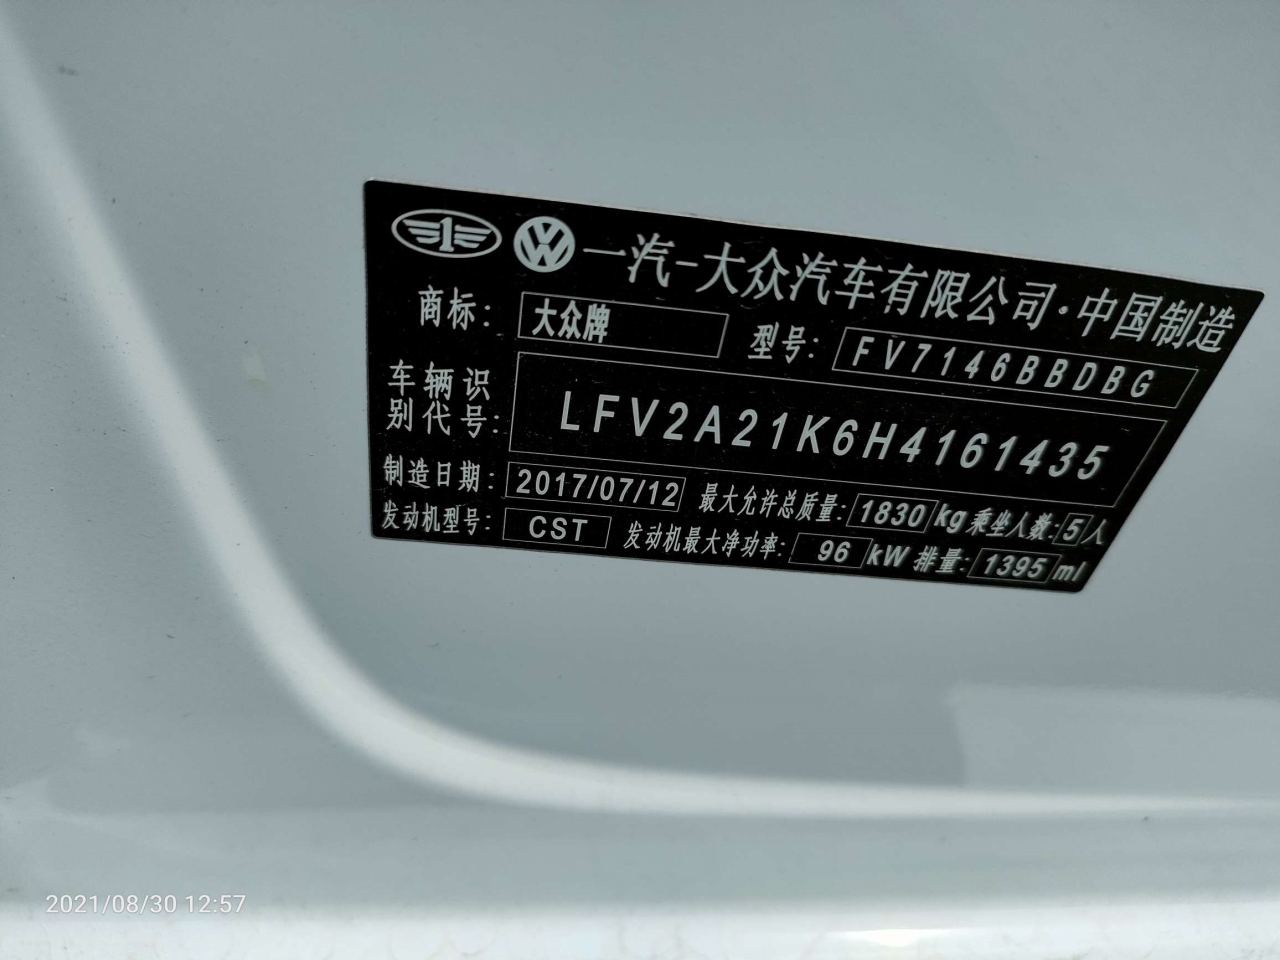 一汽-大众汽车有限公司·中国制造
商标: 大众牌 型号: FV7146BBDBG
车辆识
别代号: LFV2A21K6H4161435
制造日期: 2017/07/12 最大允许总质量: 1830 kg 乘坐人数: 5 人
发动机型号: CST 发动机最大净功率: 96 kW 排量: 1395 ml
2021/08/30 12:57